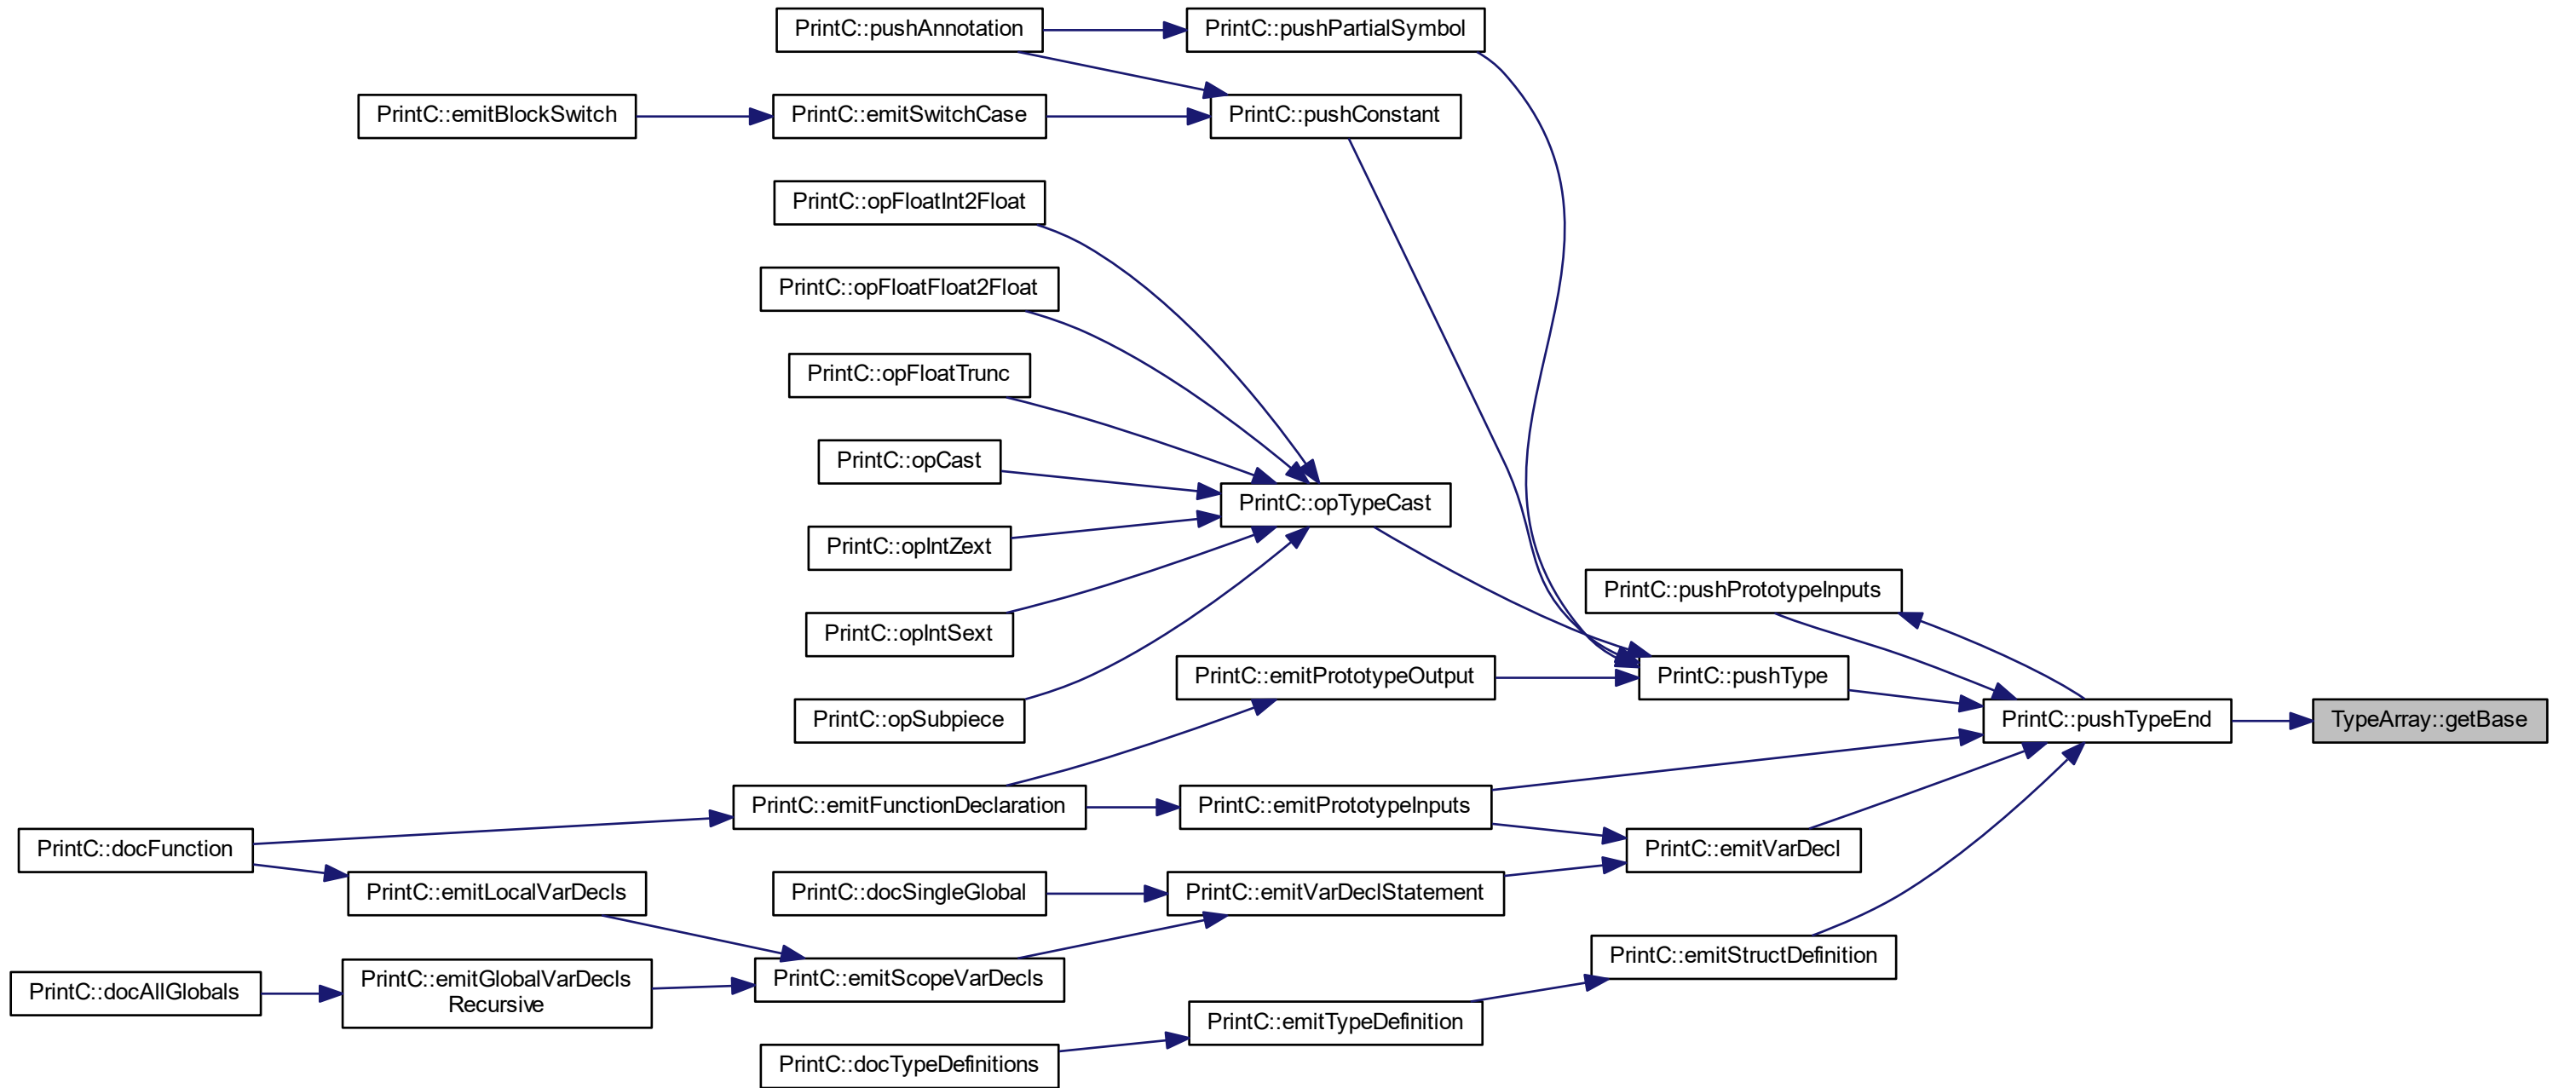 PrintC::pushAnnotation
PrintC::pushPartialSymbol
PrintC::emitBlockSwitch
PrintC::emitSwitchCase
PrintC::pushConstant
PrintC::opFloatInt2Float
PrintC::opFloatFloat2Float
PrintC::opFloatTrunc
PrintC::opCast
PrintC::opTypeCast
PrintC::opIntZext
PrintC::pushPrototypeInputs
PrintC::opIntSext
PrintC::emitPrototypeOutput
PrintC::pushType
PrintC::opSubpiece
PrintC::pushTypeEnd
TypeArray::getBase
PrintC::emitFunctionDeclaration
PrintC::emitPrototypeInputs
PrintC::docFunction
PrintC::emitVarDecl
PrintC::emitLocalVarDecls
PrintC::docSingleGlobal
PrintC::emitVarDeclStatement
PrintC::emitStructDefinition
PrintC::docAllGlobals
PrintC::emitGlobalVarDecls
Recursive
PrintC::emitScopeVarDecls
PrintC::emitTypeDefinition
PrintC::docTypeDefinitions